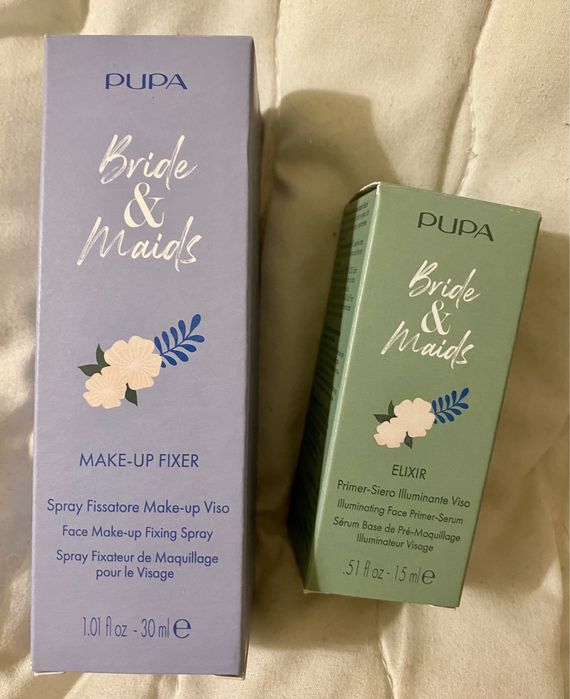 PUPA
Bride
&
Maids
MAKE-UP FIXER
Spray Fissatore Make-up Viso
Face Make-up Fixing Spray
Spray Fixateur de Maquillage
pour le Visage
1.01 fl oz - 30 ml e
PUPA
Bride
&
Maids
ELIXIR
Primer-Siero Illuminante Viso
Illuminating Face Primer-Serum
Sérum Base de Pré-Maquillage
Illuminateur Visage
.51 fl oz - 15 ml e